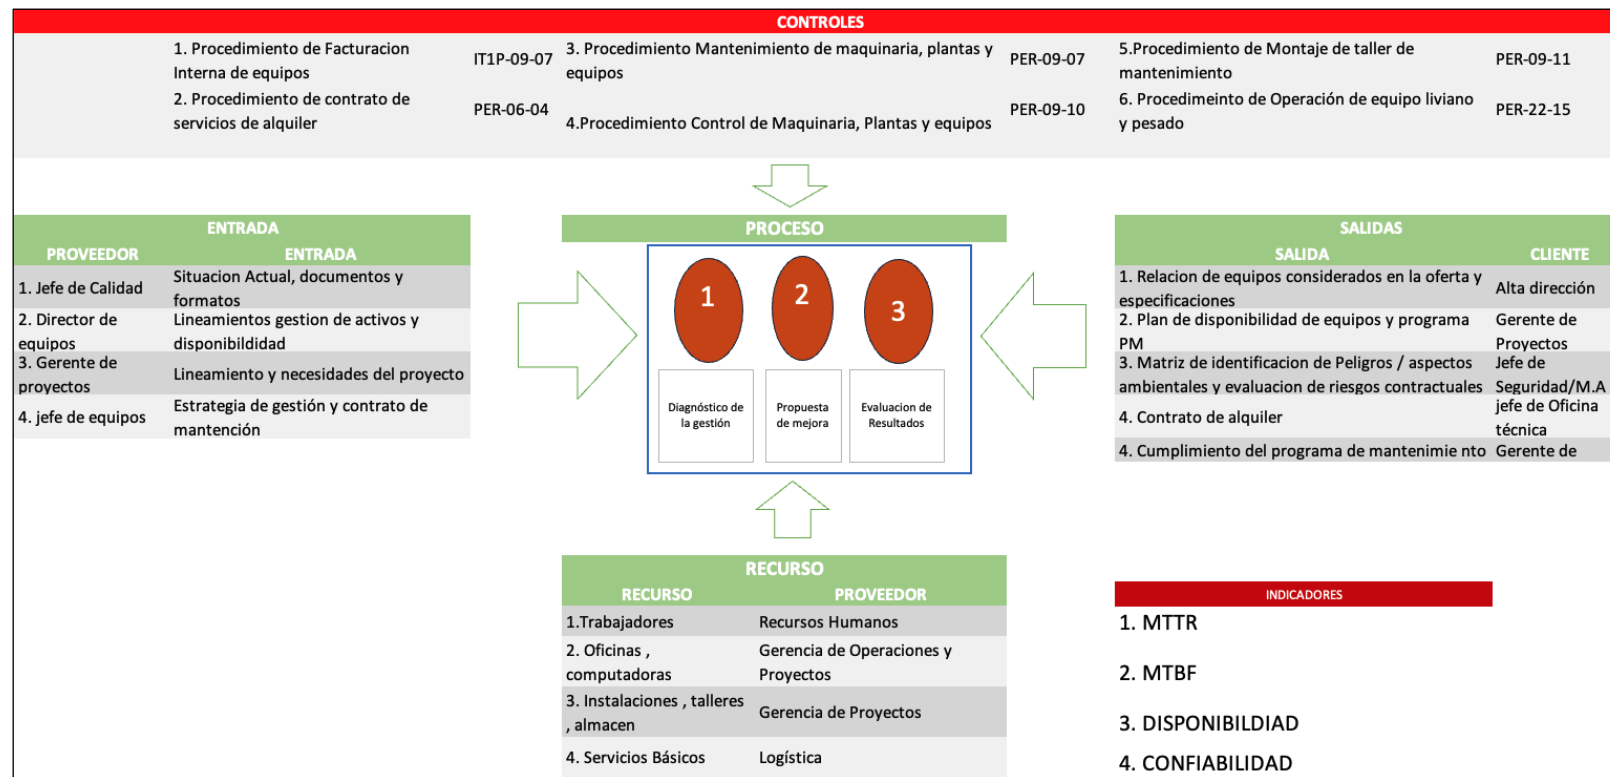 CONTROLES
1. Procedimiento de Facturacion
Interna de equipos
IT1P-09-07
3. Procedimiento Mantenimiento de maquinaria, plantas y
equipos
PER-09-07
5.Procedimiento de Montaje de taller de
mantenimiento
PER-09-11
2. Procedimiento de contrato de
servicios de alquiler
PER-06-04
4.Procedimiento Control de Maquinaria, Plantas y equipos
PER-09-10
6. Procedimeinto de Operación de equipo liviano
y pesado
PER-22-15
ENTRADA
PROVEEDOR
ENTRADA
1. Jefe de Calidad
Situacion Actual, documentos y
formatos
2. Director de
equipos
Lineamientos gestion de activos y
disponibildidad
3. Gerente de
proyectos
Lineamiento y necesidades del proyecto
4. jefe de equipos
Estrategia de gestión y contrato de
mantención
PROCESO
1
2
3
Diagnóstico de
la gestión
Propuesta
de mejora
Evaluacion de
Resultados
SALIDAS
SALIDA
CLIENTE
1. Relacion de equipos considerados en la oferta y
especificaciones
Alta dirección
2. Plan de disponibilidad de equipos y programa
PM
Gerente de
Proyectos
3. Matriz de identificacion de Peligros / aspectos
ambientales y evaluacion de riesgos contractuales
Jefe de
Seguridad/M.A
4. Contrato de alquiler
jefe de Oficina
técnica
4. Cumplimiento del programa de mantenimie nto
Gerente de
RECURSO
RECURSO
PROVEEDOR
1.Trabajadores
Recursos Humanos
2. Oficinas ,
computadoras
Gerencia de Operaciones y
Proyectos
3. Instalaciones , talleres
, almacen
Gerencia de Proyectos
4. Servicios Básicos
Logística
INDICADORES
1. MTTR
2. MTBF
3. DISPONIBILDIAD
4. CONFIABILIDAD